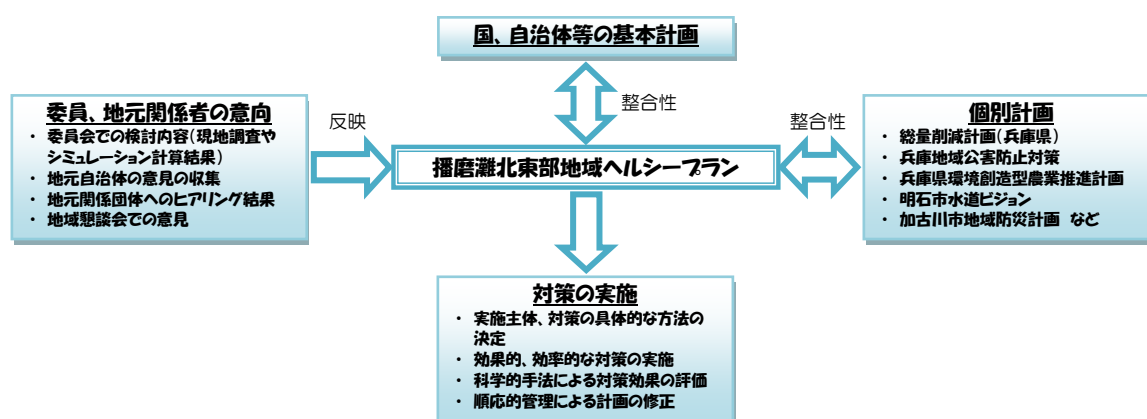 国、自治体等の基本計画
整合性
委員、地元関係者の意向
・ 委員会での検討内容(現地調査や
シミュレーション計算結果)
・ 地元自治体の意見の収集
・ 地元関係団体へのヒアリング結果
・ 地域懇談会での意見
反映
播磨灘北東部地域ヘルシープラン
整合性
個別計画
・ 総量削減計画(兵庫県)
・ 兵庫地域公害防止対策
・ 兵庫県環境創造型農業推進計画
・ 明石市水道ビジョン
・ 加古川市地域防災計画 など
対策の実施
・ 実施主体、対策の具体的な方法の
決定
・ 効果的、効率的な対策の実施
・ 科学的手法による対策効果の評価
・ 順応的管理による計画の修正